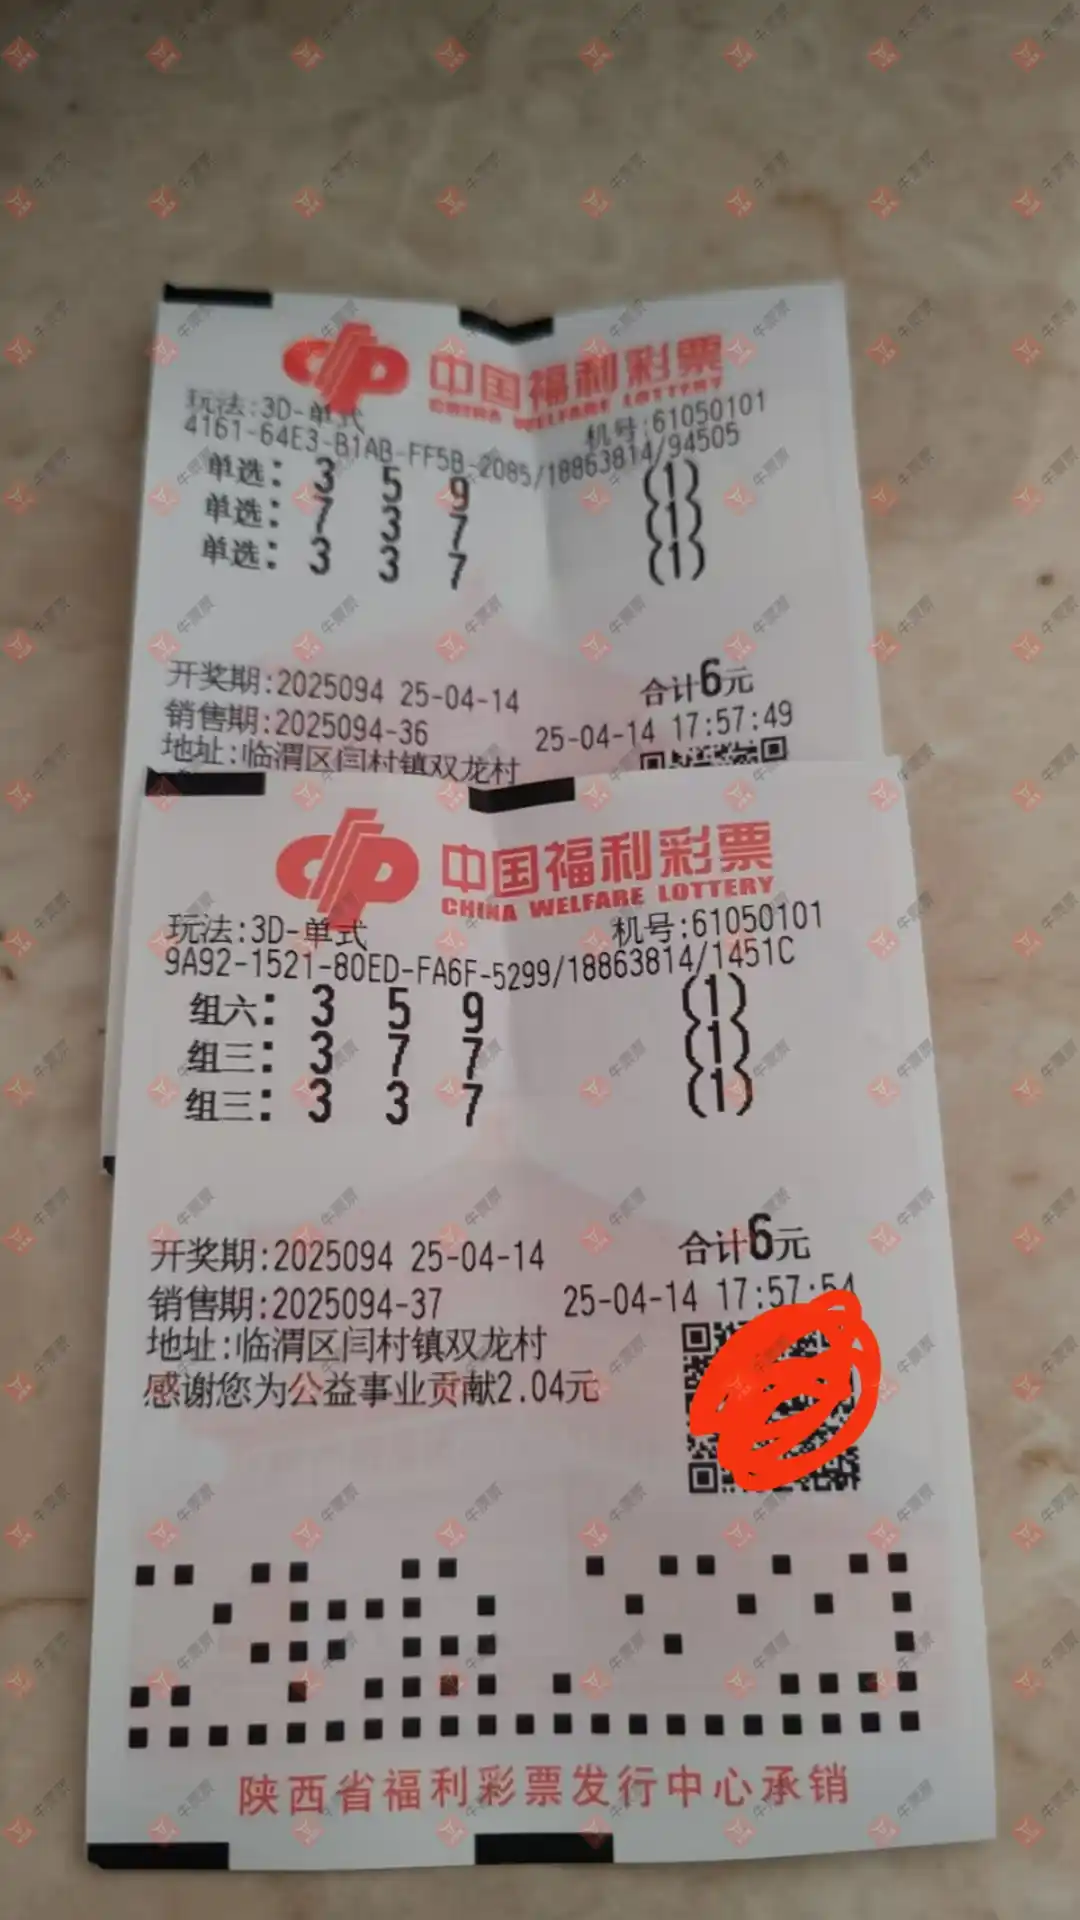 中国福利彩票
CHINA WELFARE LOTTERY
玩法:3D-单式 机号:61050101
4161-64E3-B1AB-FF5B-2085/18863814/94505
单选: 3 5 9 (1)
单选: 7 3 7 (1)
单选: 3 3 7 (1)
开奖期:2025094 25-04-14 合计6元
销售期:2025094-36 25-04-14 17:57:49
地址:临渭区闫村镇双龙村
中国福利彩票
CHINA WELFARE LOTTERY
玩法:3D-单式 机号:61050101
9A92-1521-80ED-FA6F-5299/18863814/1451C
组六: 3 5 9 (1)
组三: 3 7 7 (1)
组三: 3 3 7 (1)
开奖期:2025094 25-04-14 合计6元
销售期:2025094-37 25-04-14 17:57:54
地址:临渭区闫村镇双龙村
感谢您为公益事业贡献2.04元
陕西省福利彩票发行中心承销